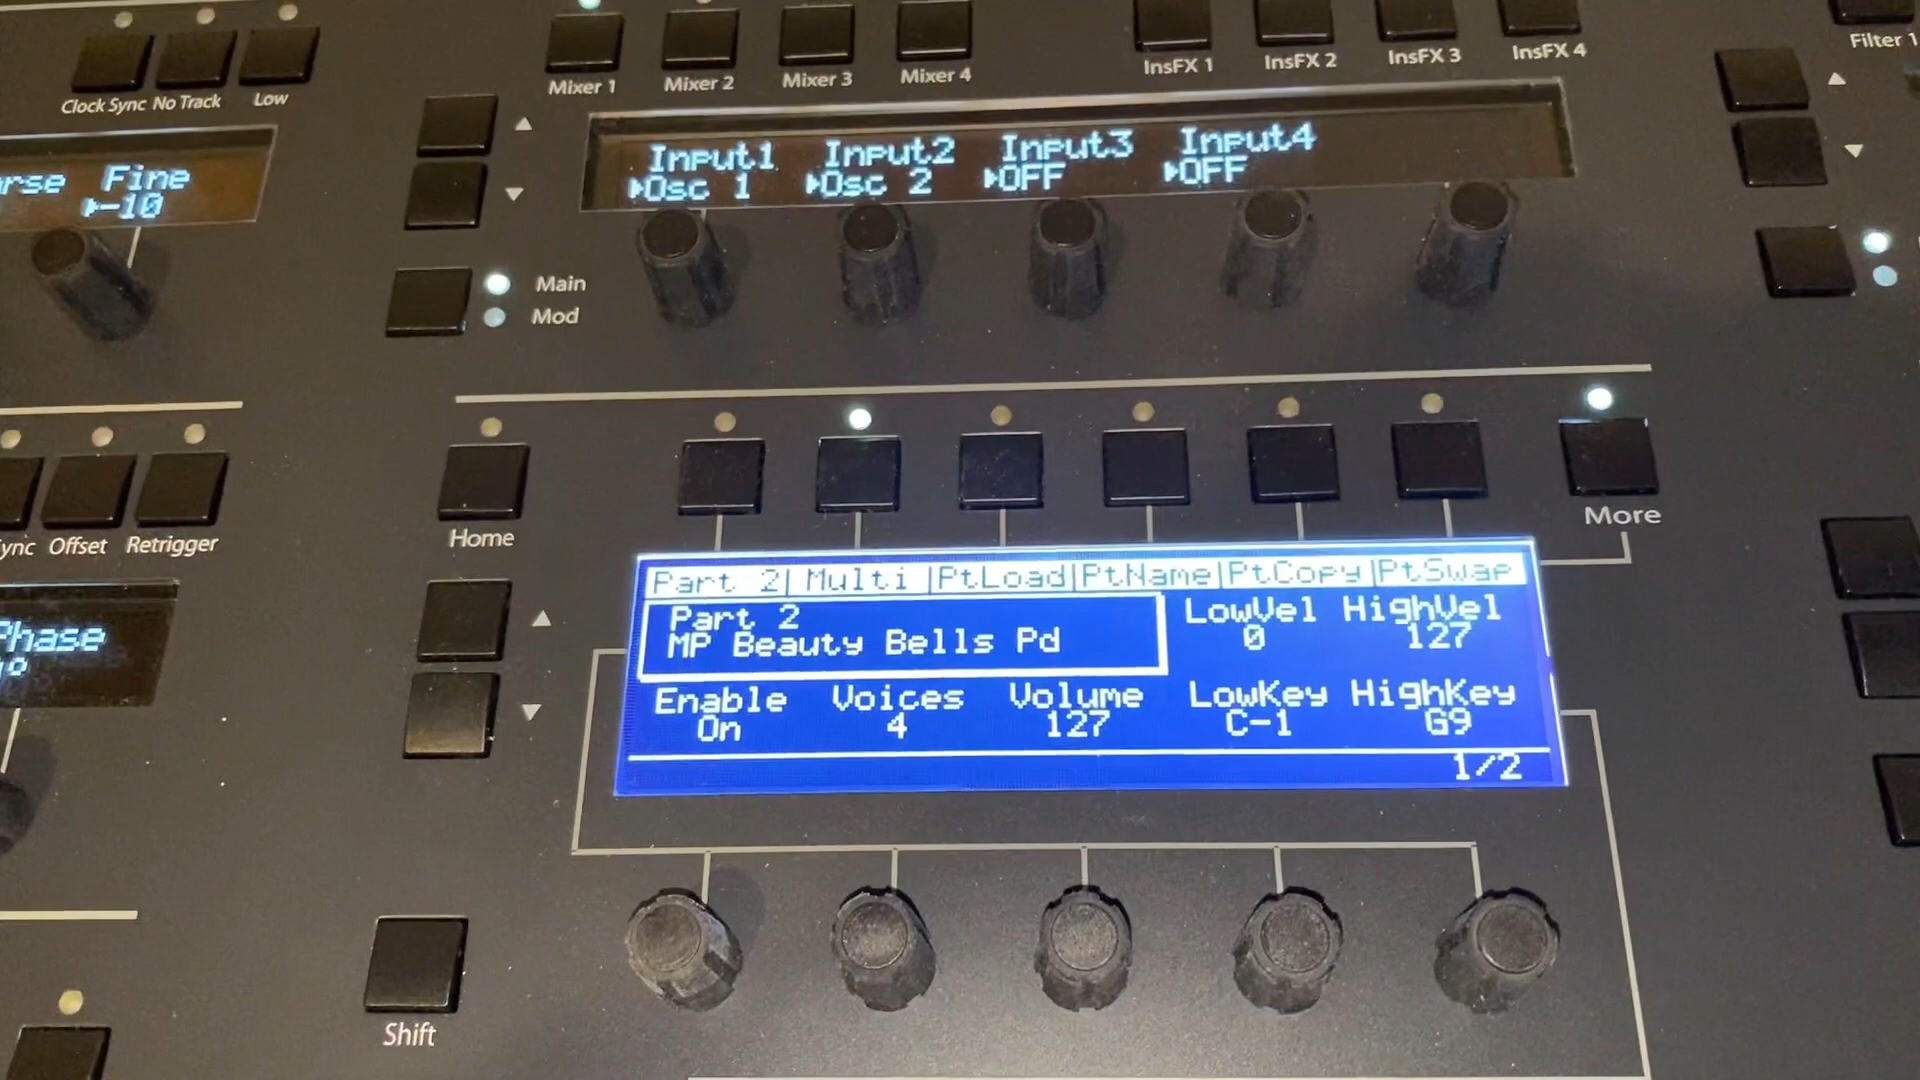 Clock Sync No Track Low
Mixer 1 Mixer 2 Mixer 3 Mixer 4
InsFX 1 InsFX 2 InsFX 3 InsFX 4
Filter 1
Fine
-10
Input1 Input2 Input3 Input4
Osc 1 Osc 2 OFF OFF
Main
Mod
Offset Retrigger
Home
More
Phase
Part 2| Multi |PtLoad|PtName|PtCopy|PtSwap
Part 2
MP Beauty Bells Pd
LowVel HighVel
0 127
Enable Voices Volume LowKey HighKey
On 4 127 C-1 G9
1/2
Shift